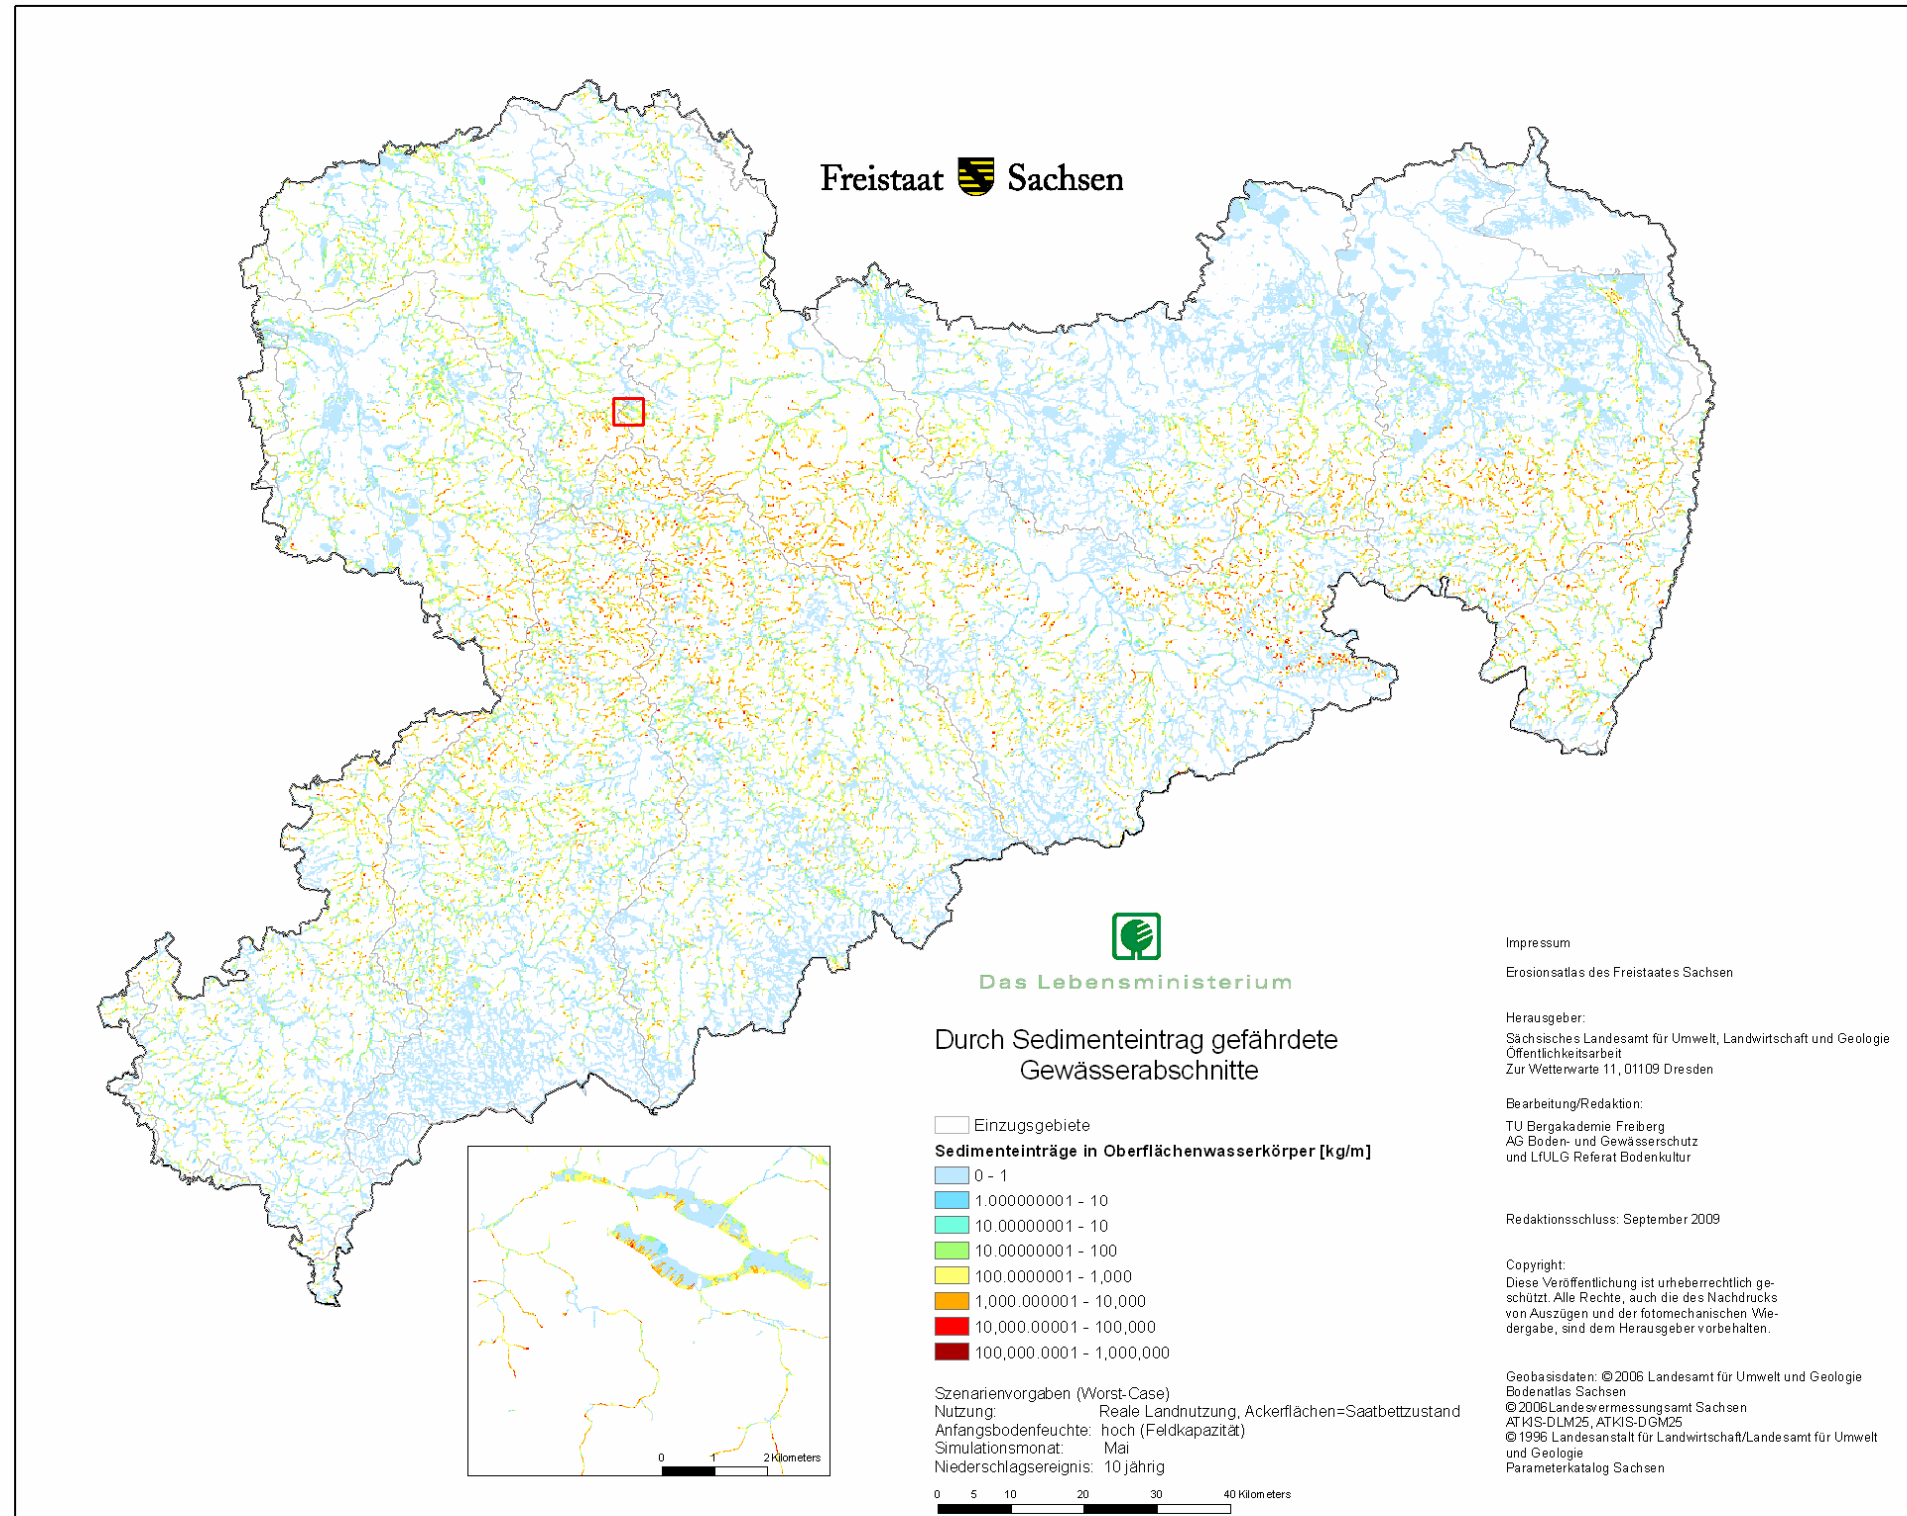 Freistaat Sachsen
Das Lebensministerium
Durch Sedimenteintrag gefährdete
Gewässerabschnitte
Einzugsgebiete
Sedimenteinträge in Oberflächenwasserkörper [kg/m]
0 - 1
1.000000001 - 10
10.00000001 - 10
10.00000001 - 100
100.0000001 - 1,000
1,000.000001 - 10,000
10,000.00001 - 100,000
100,000.0001 - 1,000,000
Szenarienvorgaben (Worst-Case)
Nutzung: Reale Landnutzung, Ackerflächen=Saatbettzustand
Anfangsbodenfeuchte: hoch (Feldkapazität)
Simulationsmonat: Mai
Niederschlagsereignis: 10 jährig
0 5 10 20 30 40 Kilometers
0 1 2 Kilometers
Impressum
Erosionsatlas des Freistaates Sachsen
Herausgeber:
Sächsisches Landesamt für Umwelt, Landwirtschaft und Geologie
Öffentlichkeitsarbeit
Zur Wetterwarte 11, 01109 Dresden
Bearbeitung/Redaktion:
TU Bergakademie Freiberg
AG Boden- und Gewässerschutz
und LfULG Referat Bodenkultur
Redaktionsschluss: September 2009
Copyright:
Diese Veröffentlichung ist urheberrechtlich ge-
schützt. Alle Rechte, auch die des Nachdrucks
von Auszügen und der fotomechanischen Wie-
dergabe, sind dem Herausgeber vorbehalten.
Geobasisdaten: ©2006 Landesamt für Umwelt und Geologie
Bodenatlas Sachsen
©2006Landesvermessungsamt Sachsen
ATKIS-DLM25, ATKIS-DGM25
©1996 Landesanstalt für Landwirtschaft/Landesamt für Umwelt
und Geologie
Parameterkatalog Sachsen